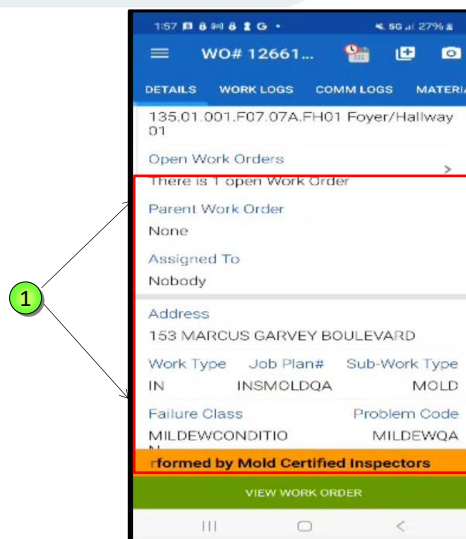 1:57
5G 27%
WO# 12661...
DETAILS WORK LOGS COMM LOGS MATERIA
135.01.001.F07.07A.FH01 Foyer/Hallway
01
Open Work Orders
There is 1 open Work Order
Parent Work Order
None
Assigned To
Nobody
1
Address
153 MARCUS GARVEY BOULEVARD
Work Type Job Plan# Sub-Work Type
IN INSMOLDQA MOLD
Failure Class Problem Code
MILDEWCONDITIO MILDEWQA
N
rformed by Mold Certified Inspectors
VIEW WORK ORDER